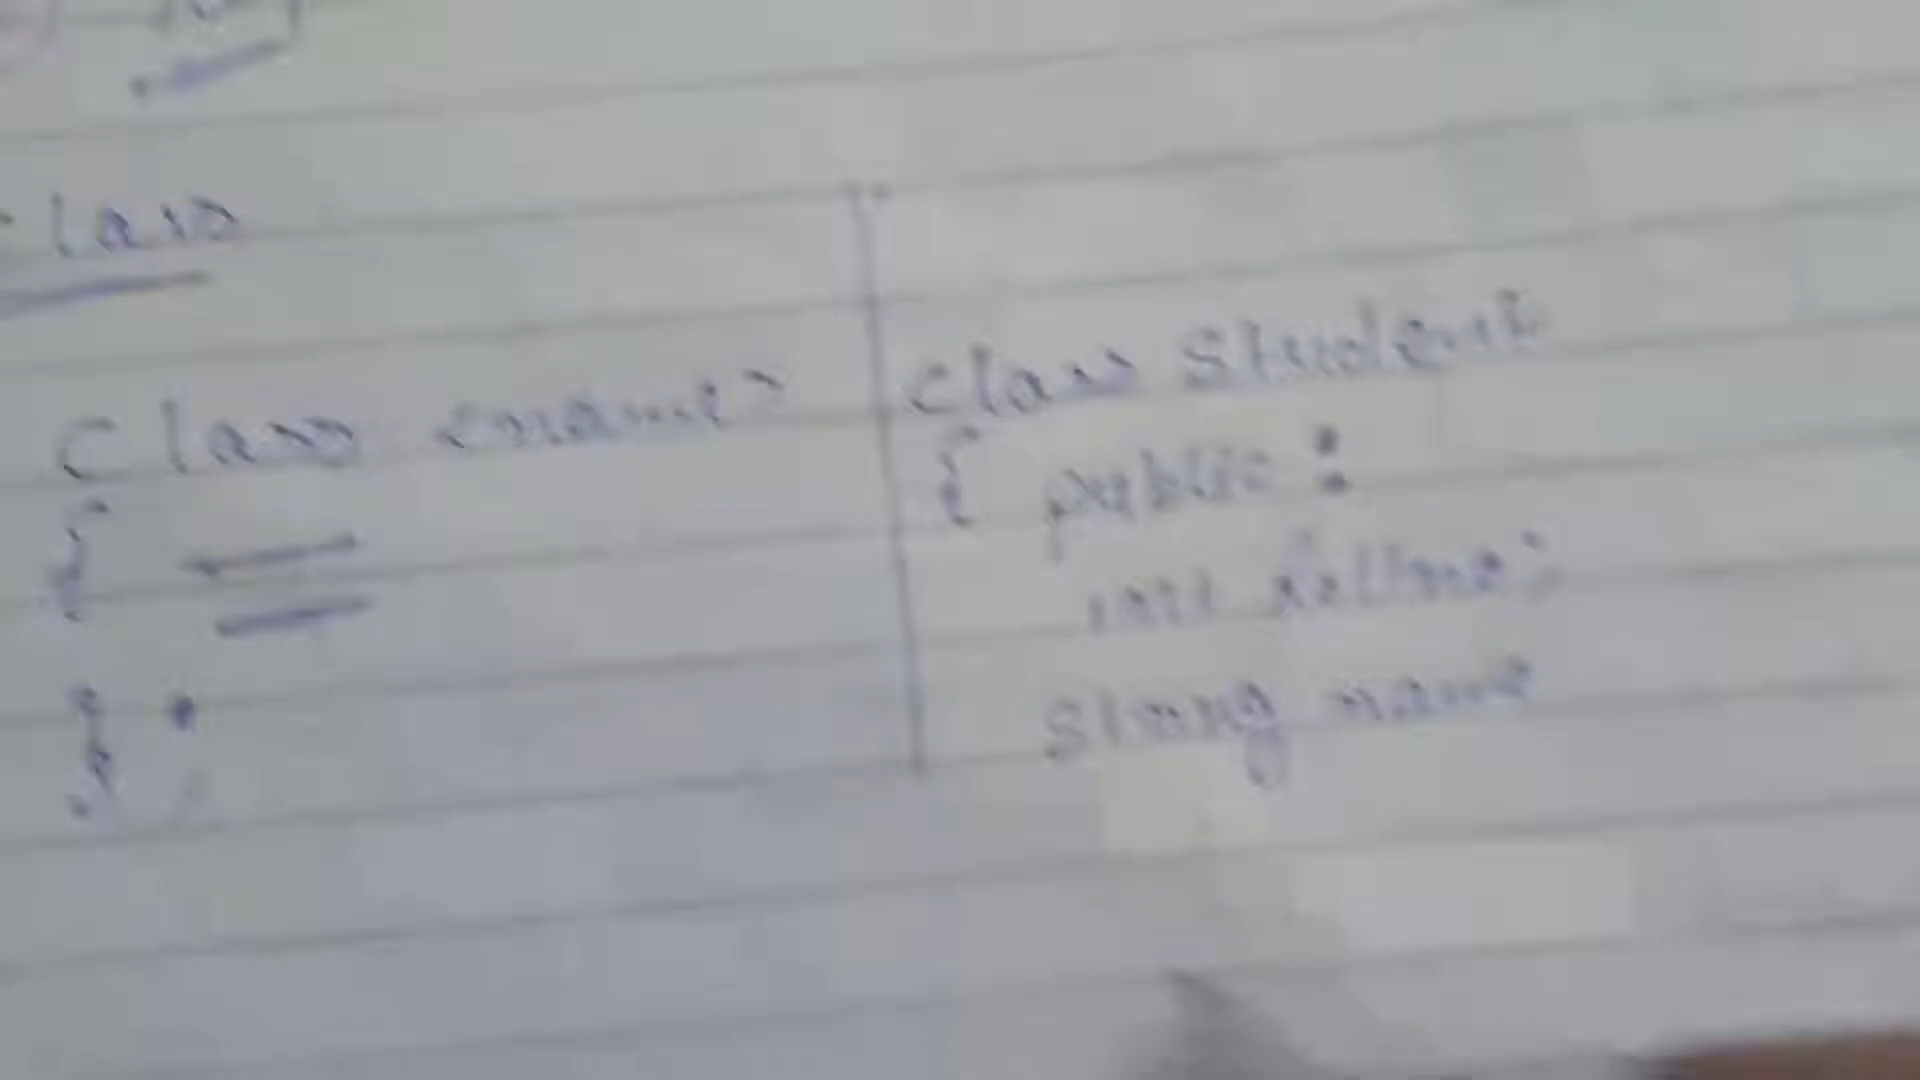 class
class <name>
{
};
class student
{ public :
int rollno;
string name